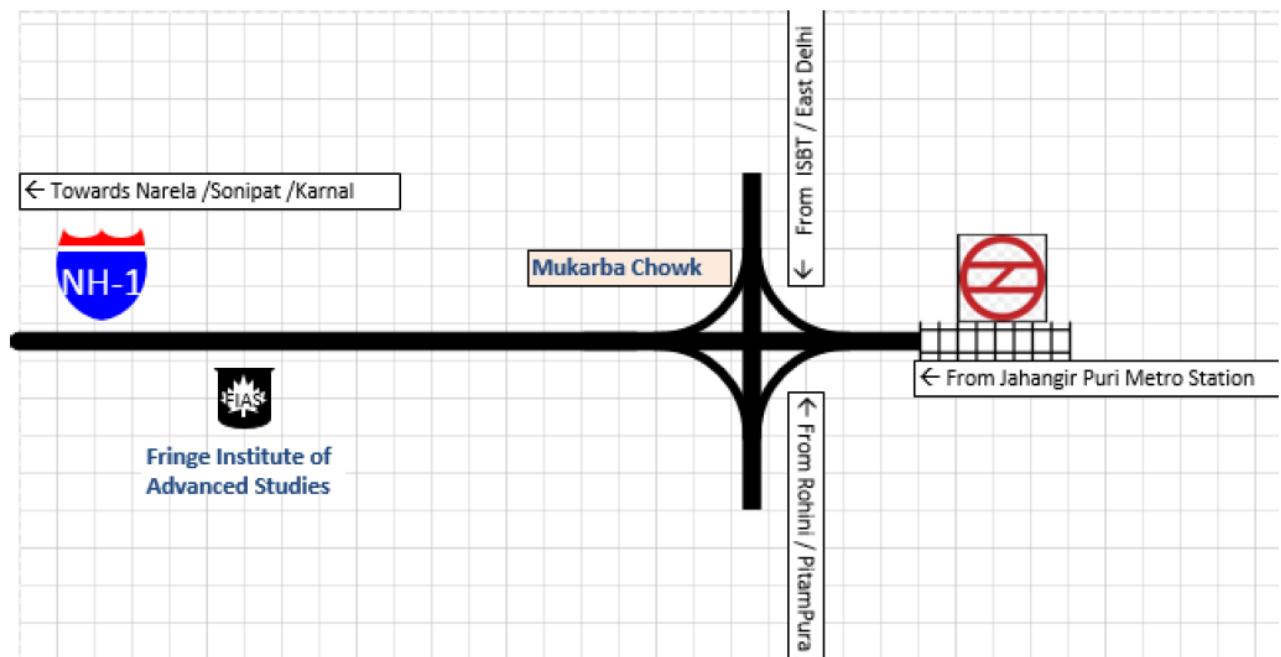 From ISBT / East Delhi
← Towards Narela /Sonipat /Karnal
NH-1
Mukarba Chowk
← From Jahangir Puri Metro Station
FIAS
Fringe Institute of
Advanced Studies
From Rohini / PitamPura